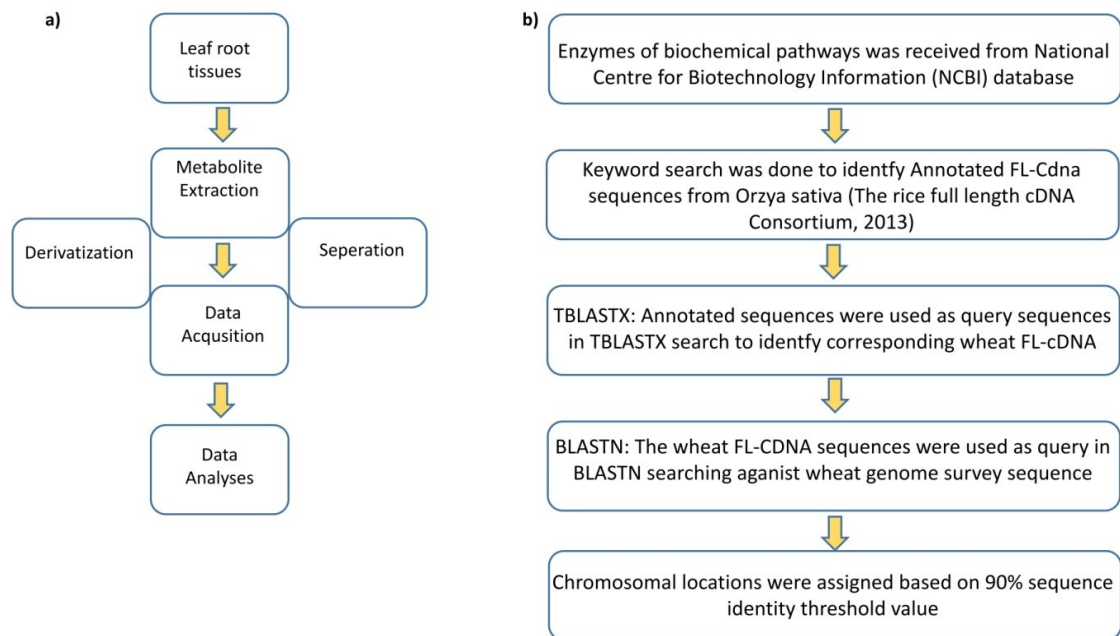 a)
Leaf root
tissues
Metabolite
Extraction
Derivatization
Seperation
Data
Acqusition
Data
Analyses
b)
Enzymes of biochemical pathways was received from National
Centre for Biotechnology Information (NCBI) database
Keyword search was done to identfy Annotated FL-Cdna
sequences from Orzya sativa (The rice full length cDNA
Consortium, 2013)
TBLASTX: Annotated sequences were used as query sequences
in TBLASTX search to identfy corresponding wheat FL-cDNA
BLASTN: The wheat FL-CDNA sequences were used as query in
BLASTN searching aganist wheat genome survey sequence
Chromosomal locations were assigned based on 90% sequence
identity threshold value